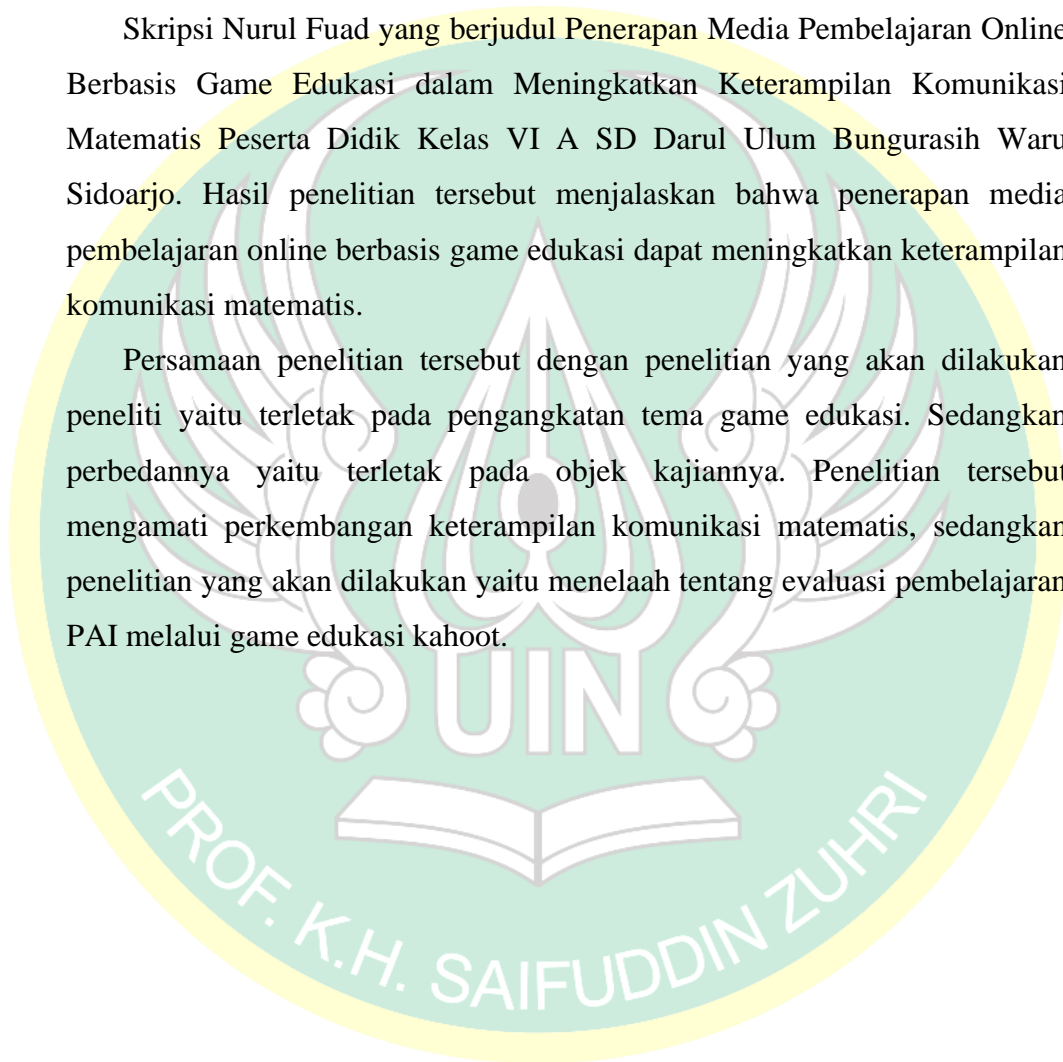 Skripsi Nurul Fuad yang berjudul Penerapan Media Pembelajaran Online
Berbasis Game Edukasi dalam Meningkatkan Keterampilan Komunikasi
Matematis Peserta Didik Kelas VI A SD Darul Ulum Bungurasih Waru
Sidoarjo. Hasil penelitian tersebut menjalaskan bahwa penerapan media
pembelajaran online berbasis game edukasi dapat meningkatkan keterampilan
komunikasi matematis.
Persamaan penelitian tersebut dengan penelitian yang akan dilakukan
peneliti yaitu terletak pada pengangkatan tema game edukasi. Sedangkan
perbedannya yaitu terletak pada objek kajiannya. Penelitian tersebut
mengamati perkembangan keterampilan komunikasi matematis, sedangkan
penelitian yang akan dilakukan yaitu menelaah tentang evaluasi pembelajaran
PAI melalui game edukasi kahoot.
UIN
PROF. K.H. SAIFUDDIN ZUHRI